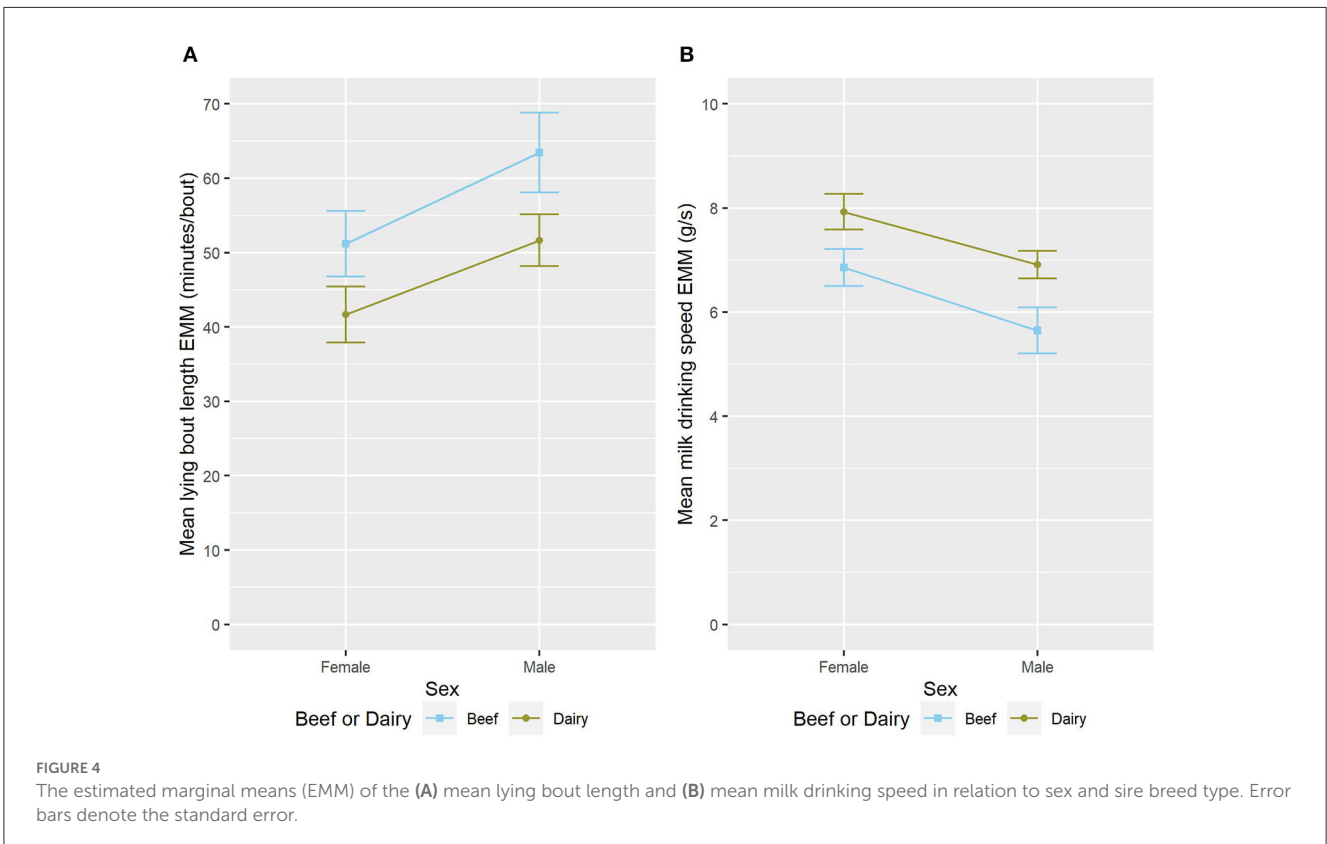 A
Mean lying bout length EMM (minutes/bout)
70
60
50
40
30
20
10
0
Female Male
Sex
Beef or Dairy Beef Dairy
B
Mean milk drinking speed EMM (g/s)
10
8
6
4
2
0
Female Male
Sex
Beef or Dairy Beef Dairy
FIGURE 4
The estimated marginal means (EMM) of the (A) mean lying bout length and (B) mean milk drinking speed in relation to sex and sire breed type. Error
bars denote the standard error.